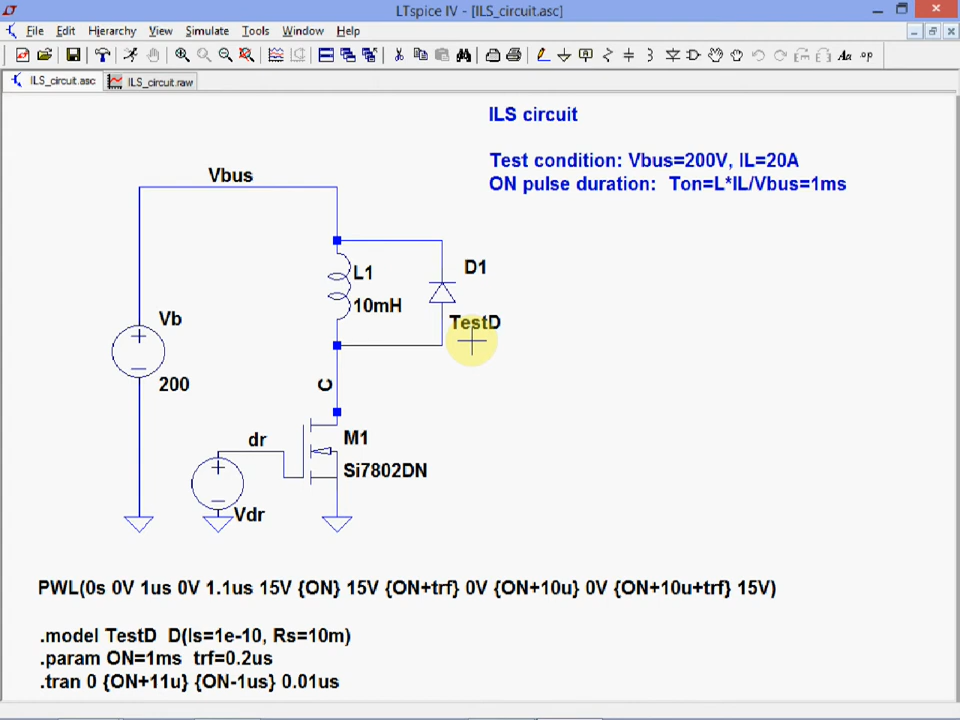 LTspice IV - [ILS_circuit.asc]
File Edit Hierarchy View Simulate Tools Window Help
Aa .op
ILS_circuit.asc ILS_circuit.raw
ILS circuit
Test condition: Vbus=200V, IL=20A
ON pulse duration: Ton=L*IL/Vbus=1ms
Vbus
D1
L1
10mH
Vb
TestD
200
C
dr
M1
Si7802DN
Vdr
PWL(0s 0V 1us 0V 1.1us 15V {ON} 15V {ON+trf} 0V {ON+10u} 0V {ON+10u+trf} 15V)
.model TestD D(Is=1e-10, Rs=10m)
.param ON=1ms trf=0.2us
.tran 0 {ON+11u} {ON-1us} 0.01us